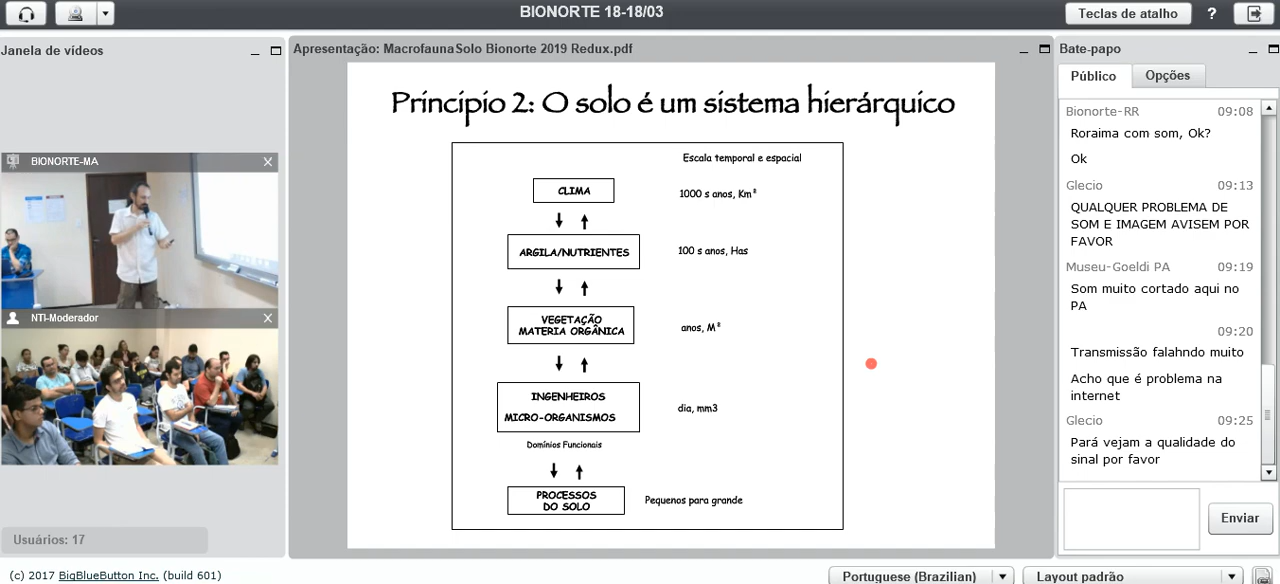 BIONORTE 18-18/03
Teclas de atalho
?
Janela de vídeos
BIONORTE-MA
NTI-Moderador
Usuários: 17
Apresentação: MacrofaunaSolo Bionorte 2019 Redux.pdf
Princípio 2: O solo é um sistema hierárquico
Escala temporal e espacial
CLIMA
1000 s anos, Km²
ARGILA/NUTRIENTES
100 s anos, Has
VEGETAÇÃO
MATERIA ORGÂNICA
anos, M²
INGENHEIROS
MICRO-ORGANISMOS
dia, mm3
Domínios Funcionais
PROCESSOS
DO SOLO
Pequenos para grande
Bate-papo
Público
Opções
Bionorte-RR 09:08
Roraima com som, Ok?
Ok
Glecio 09:13
QUALQUER PROBLEMA DE
SOM E IMAGEM AVISEM POR
FAVOR
Museu-Goeldi PA 09:19
Som muito cortado aqui no
PA
09:20
Transmissão falahndo muito
Acho que é problema na
internet
Glecio 09:25
Pará vejam a qualidade do
sinal por favor
Enviar
(c) 2017 BigBlueButton Inc. (build 601)
Portuguese (Brazilian)
Layout padrão